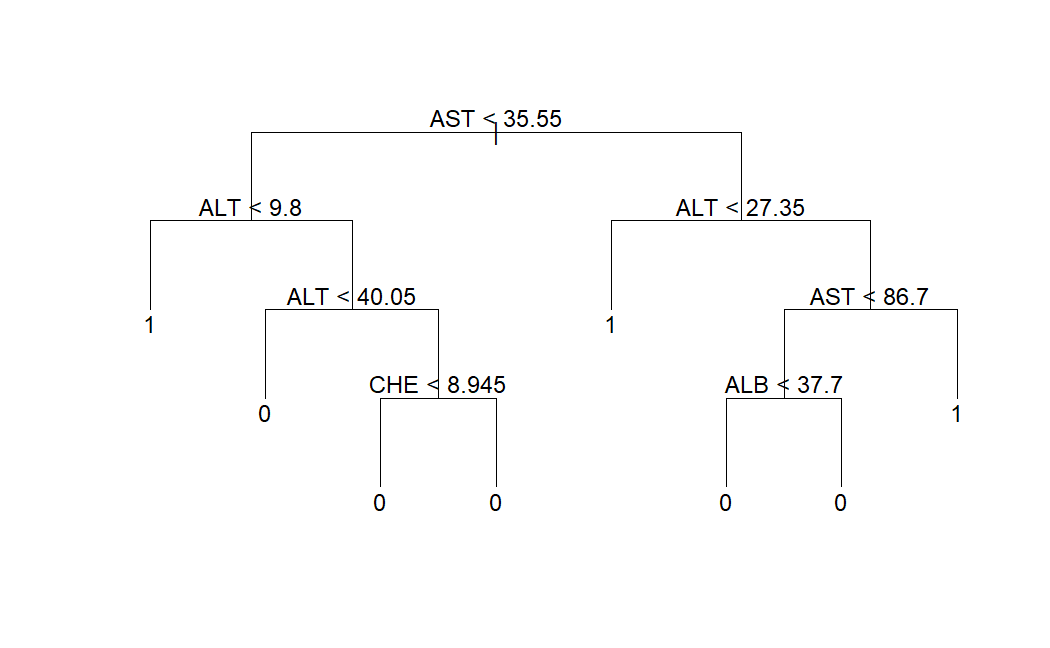 AST < 35.55
ALT < 9.8
ALT < 27.35
1
ALT < 40.05
1
AST < 86.7
0
CHE < 8.945
ALB < 37.7
1
0
0
0
0